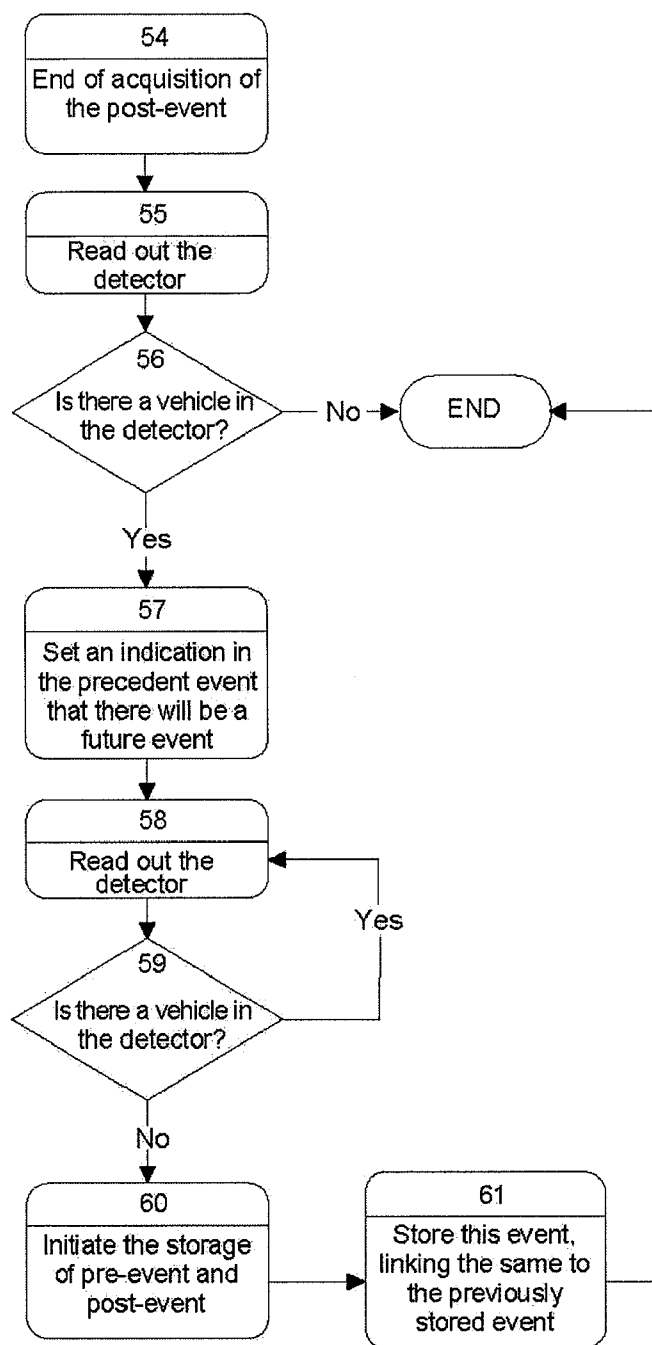 54
End of acquisition of
the post-event
55
Read out the
detector
56
Is there a vehicle in
the detector?
No
END
Yes
57
Set an indication in
the precedent event
that there will be a
future event
58
Read out the
detector
Yes
59
Is there a vehicle in
the detector?
No
60
Initiate the storage
of pre-event and
post-event
61
Store this event,
linking the same to
the previously
stored event